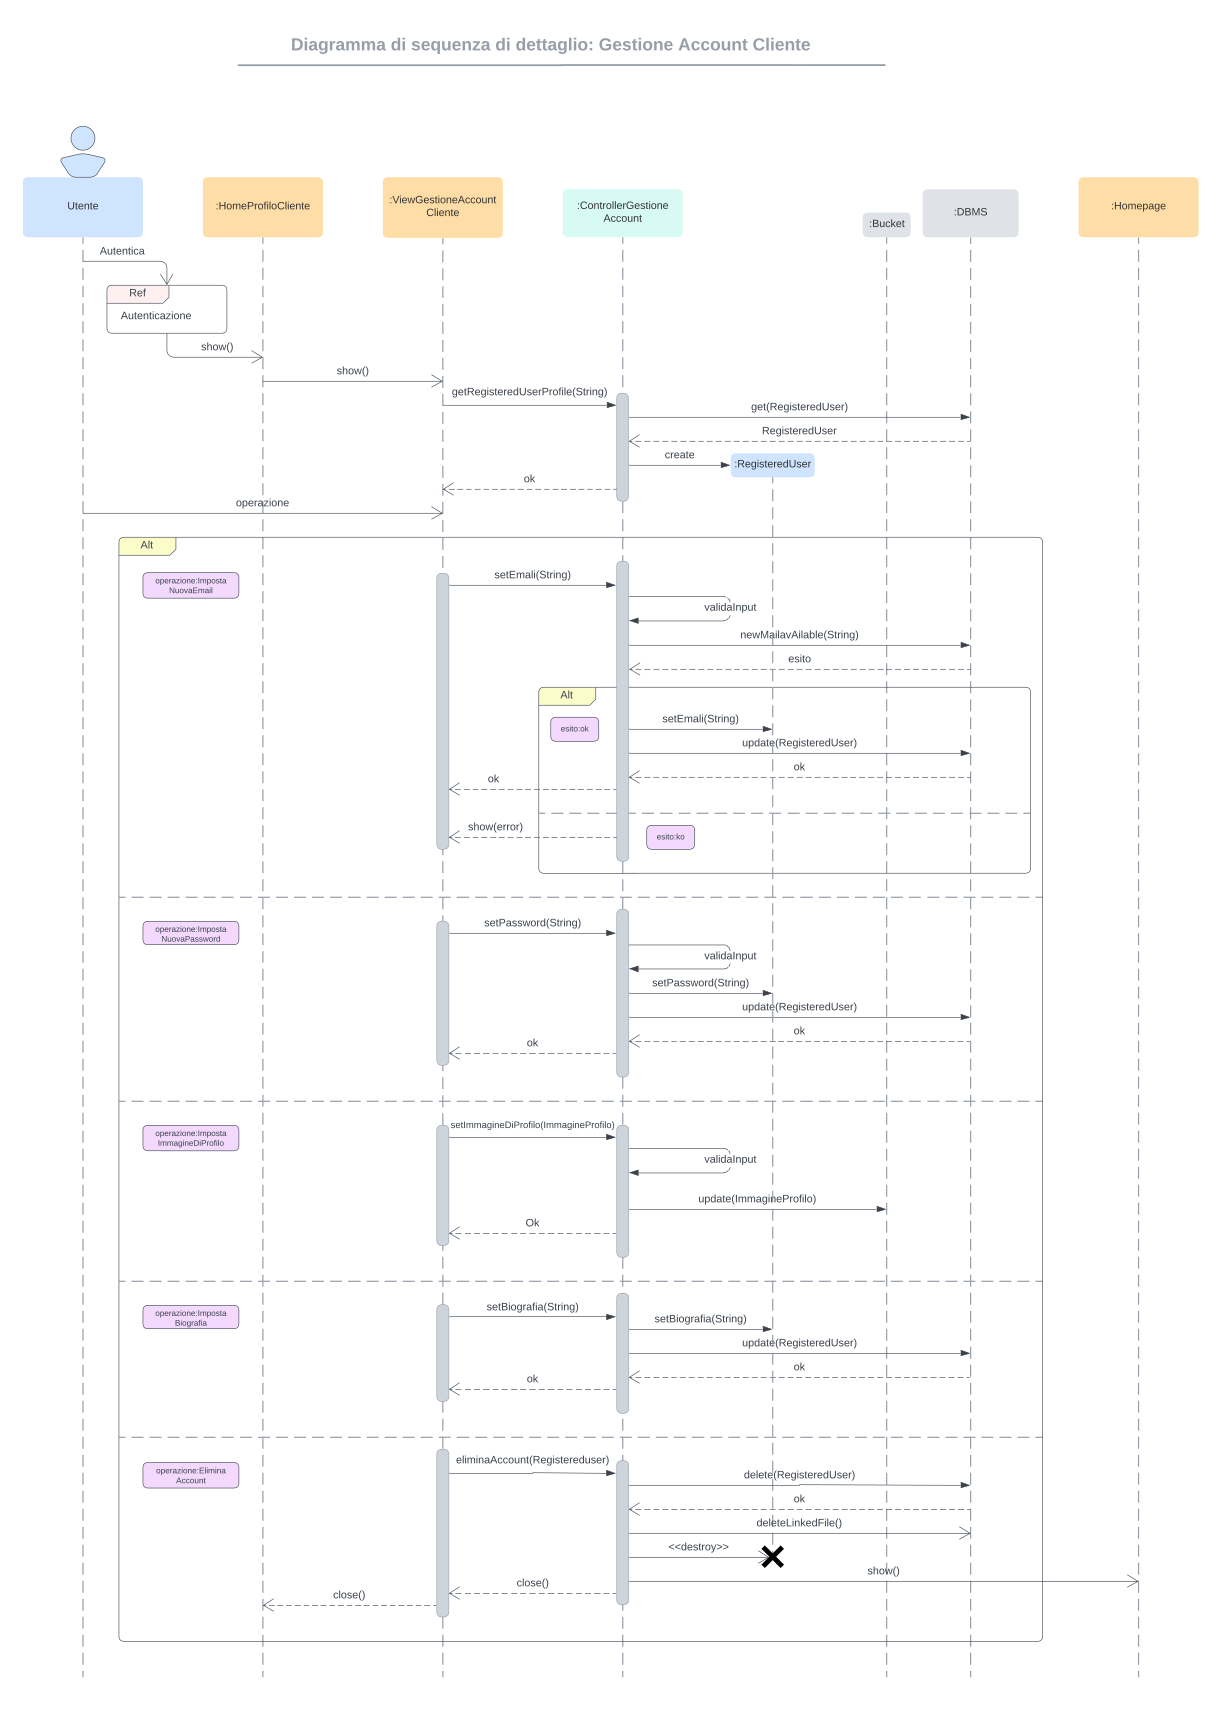 Diagramma di sequenza di dettaglio: Gestione Account Cliente
Utente
:HomeProfiloCliente
:ViewGestioneAccount
Cliente
:ControllerGestione
Account
:Bucket
:DBMS
:Homepage
Autentica
Ref
Autenticazione
show()
show()
getRegisteredUserProfile(String)
get(RegisteredUser)
RegisteredUser
create
:RegisteredUser
ok
operazione
Alt
operazione:Imposta
NuovaEmail
setEmali(String)
validaInput
newMailavAilable(String)
esito
Alt
esito:ok
setEmali(String)
update(RegisteredUser)
ok
ok
show(error)
esito:ko
operazione:Imposta
NuovaPassword
setPassword(String)
validaInput
setPassword(String)
update(RegisteredUser)
ok
ok
operazione:Imposta
ImmagineDiProfilo
setImmagineDiProfilo(ImmagineProfilo)
validaInput
update(ImmagineProfilo)
Ok
operazione:Imposta
Biografia
setBiografia(String)
setBiografia(String)
update(RegisteredUser)
ok
ok
operazione:Elimina
Account
eliminaAccount(Registereduser)
delete(RegisteredUser)
ok
deleteLinkedFile()
<<destroy>>
show()
close()
close()